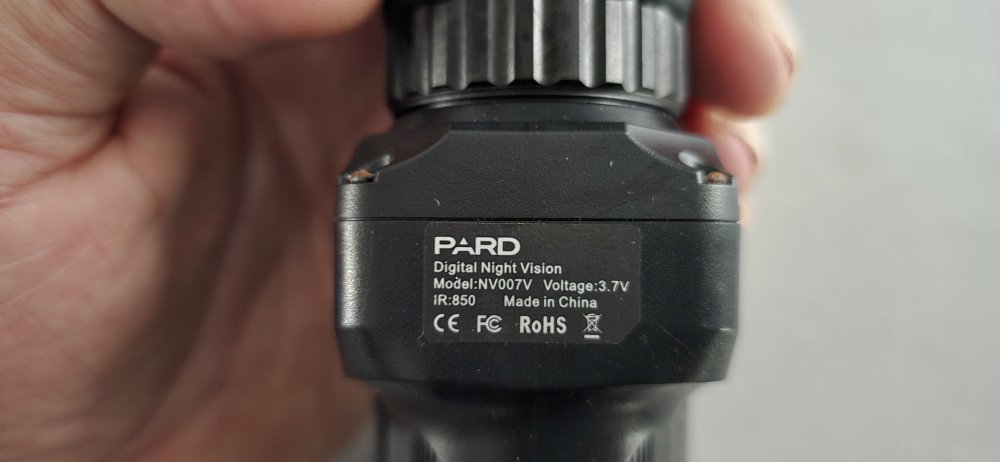 PARD
Digital Night Vision
Model:NV007V Voltage:3.7V
IR:850 Made in China
CE FC RoHS